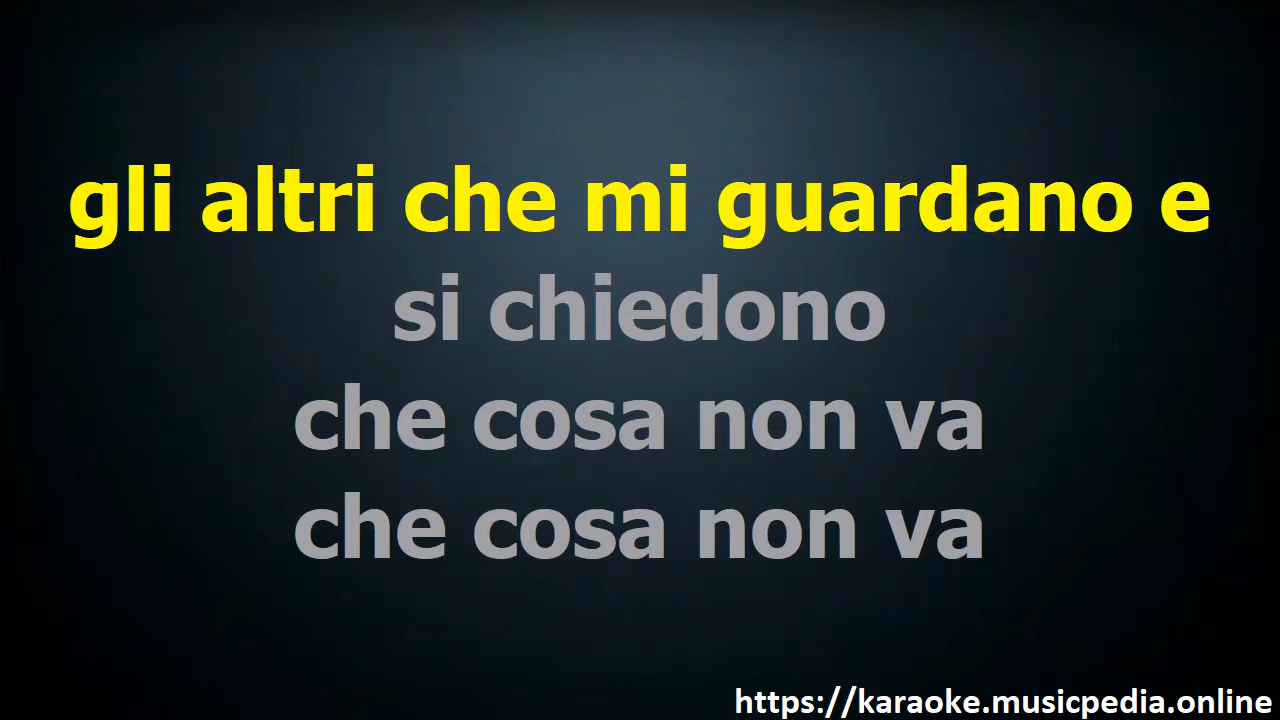 gli altri che mi guardano e
si chiedono
che cosa non va
che cosa non va
https://karaoke.musicpedia.online